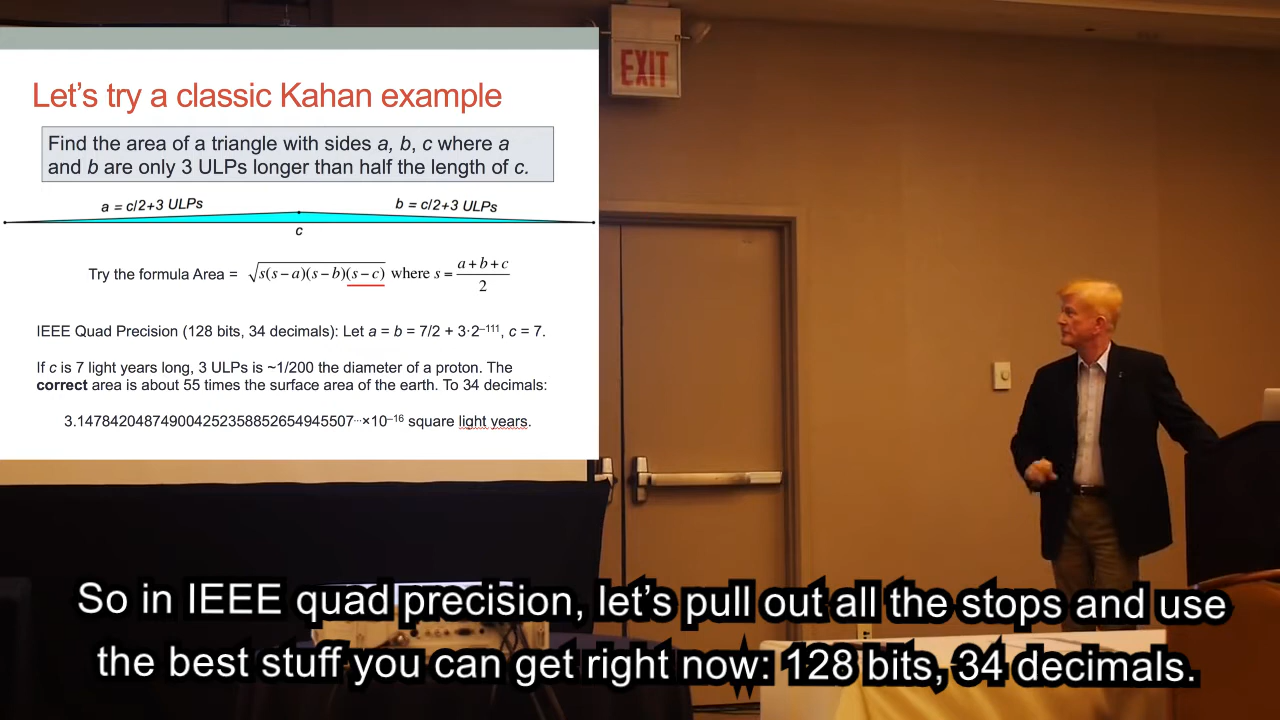 EXIT
Let's try a classic Kahan example
Find the area of a triangle with sides a, b, c where a
and b are only 3 ULPs longer than half the length of c.
a = c/2+3 ULPs
b = c/2+3 ULPs
c
Try the formula Area = √s(s−a)(s−b)(s−c) where s = a+b+c
2
IEEE Quad Precision (128 bits, 34 decimals): Let a = b = 7/2 + 3·2⁻¹¹¹, c = 7.
If c is 7 light years long, 3 ULPs is ~1/200 the diameter of a proton. The
correct area is about 55 times the surface area of the earth. To 34 decimals:
3.147842048749004252358852654945507···×10⁻¹⁶ square light years.
So in IEEE quad precision, let's pull out all the stops and use
the best stuff you can get right now: 128 bits, 34 decimals.